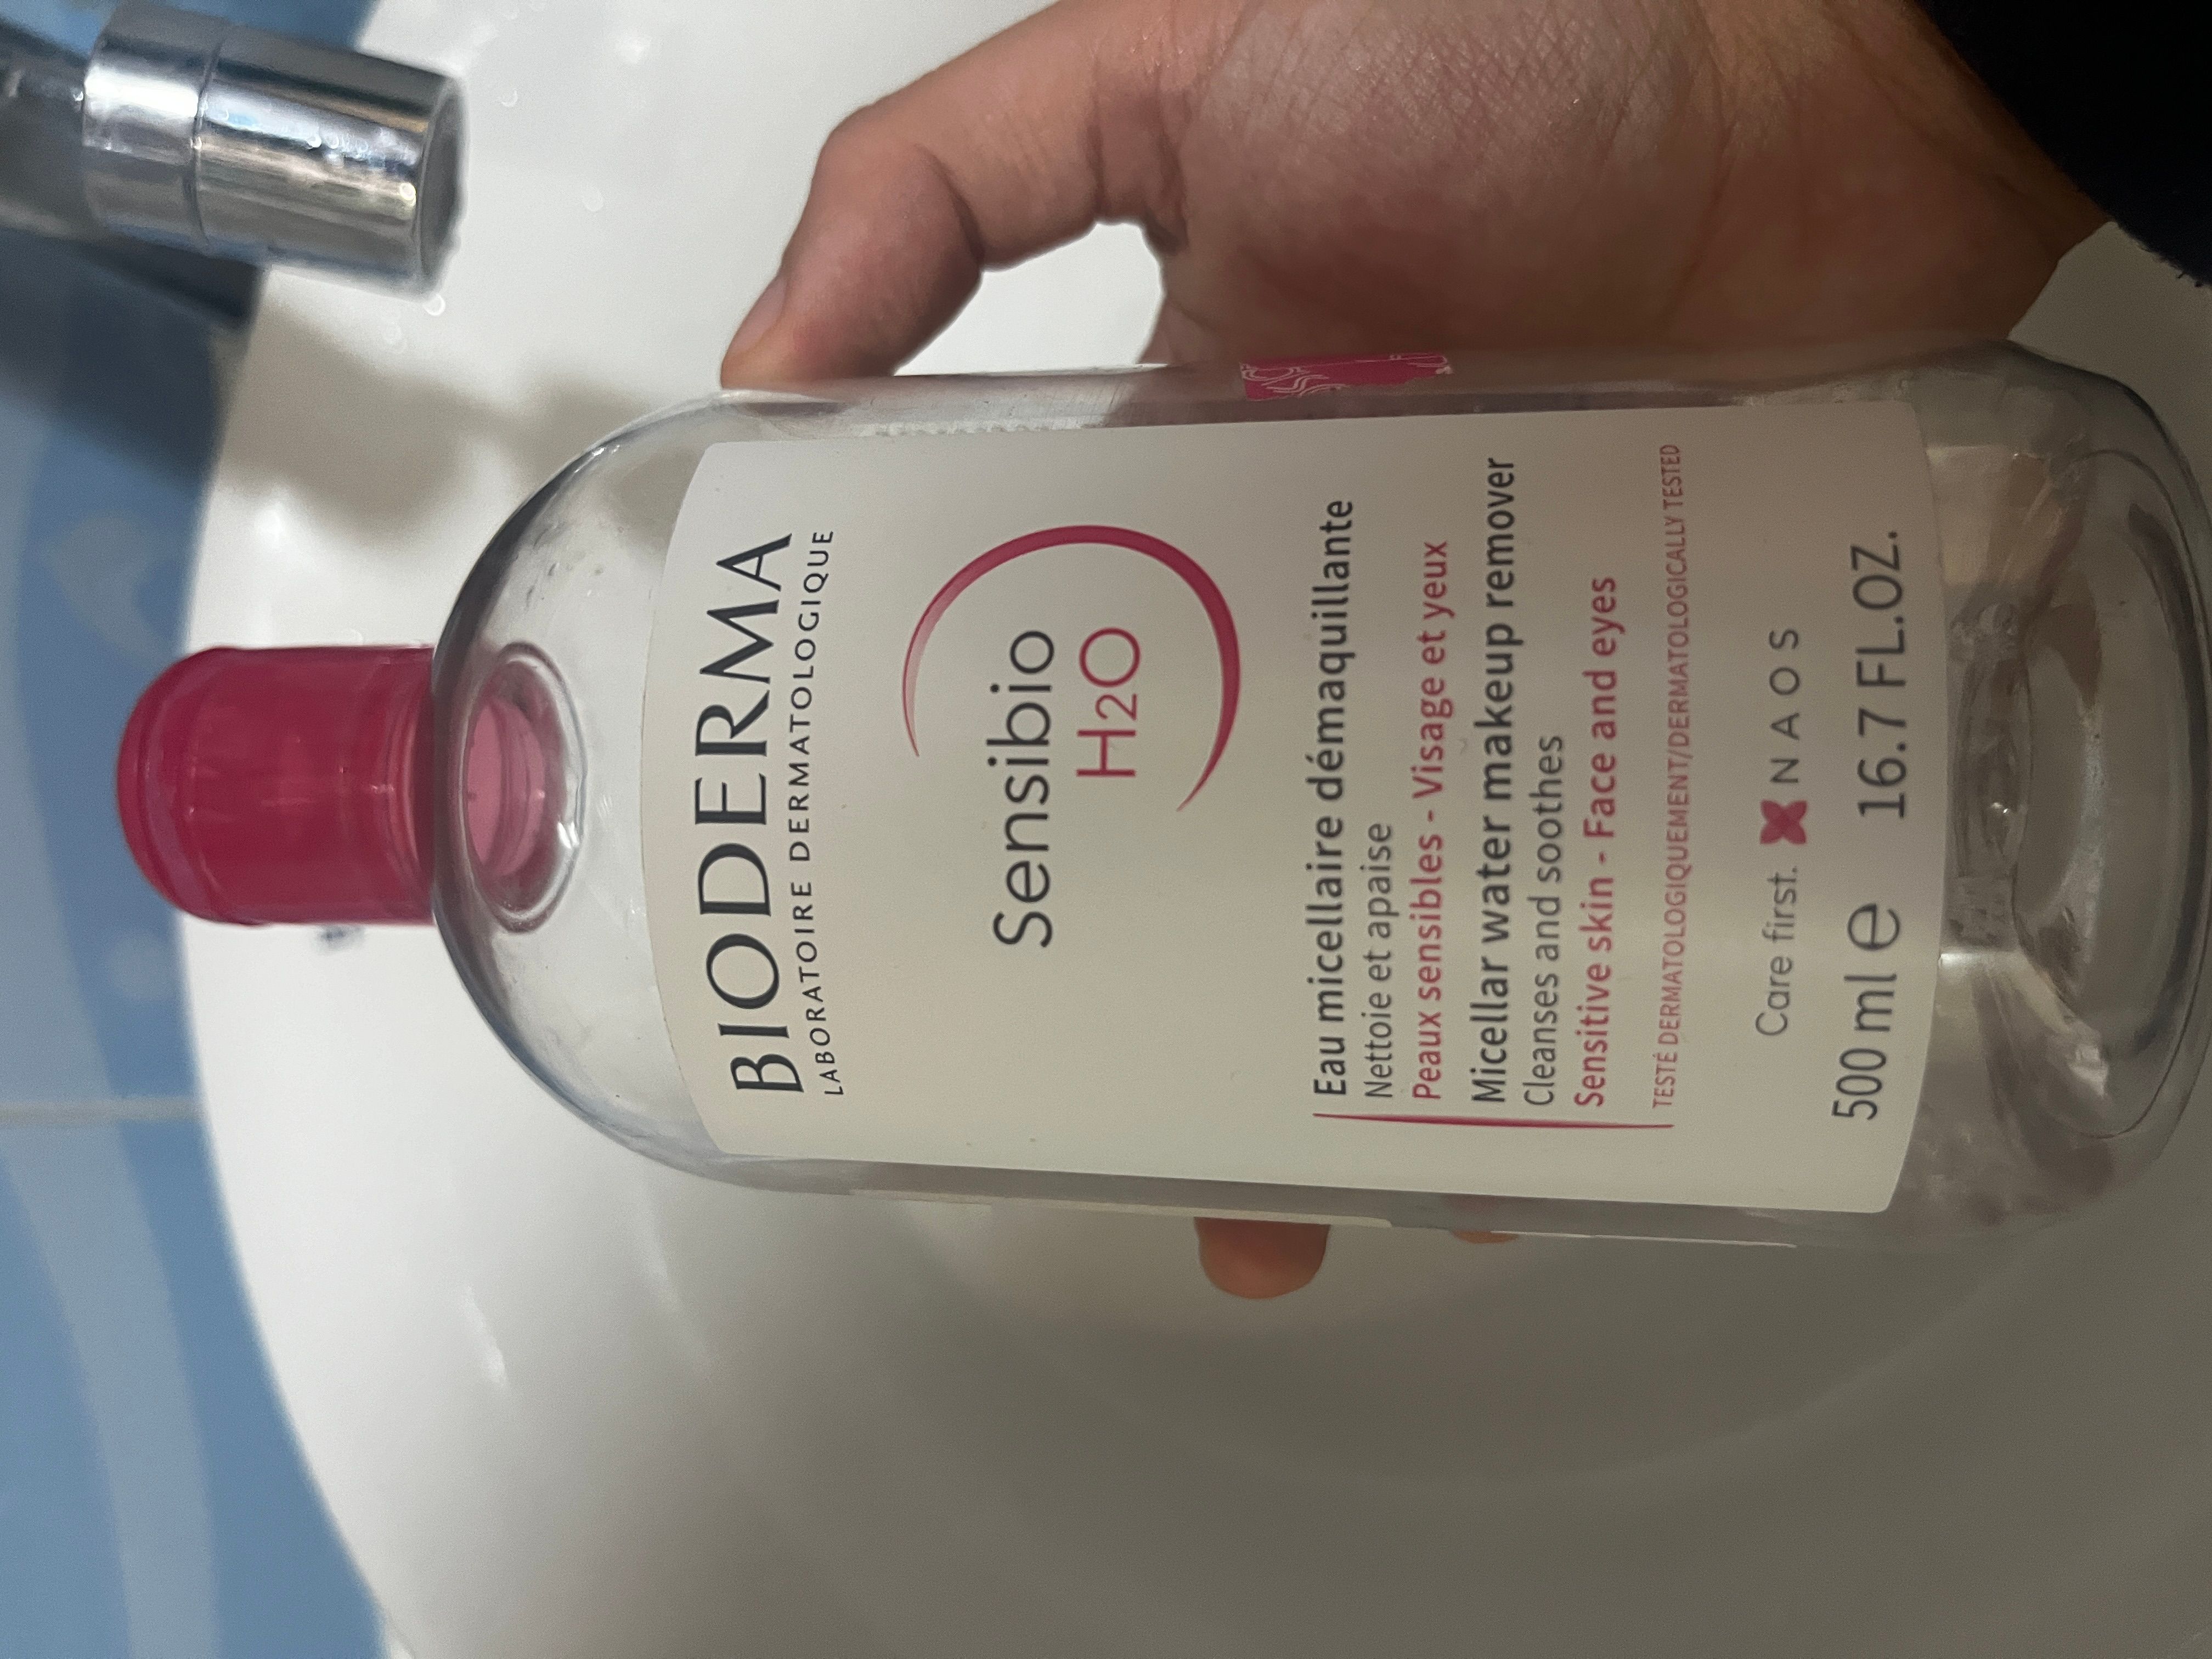 BIODERMA
LABORATOIRE DERMATOLOGIQUE
Sensibio
H2O
Eau micellaire démaquillante
Nettoie et apaise
Peaux sensibles - Visage et yeux
Micellar water makeup remover
Cleanses and soothes
Sensitive skin - Face and eyes
TESTÉ DERMATOLOGIQUEMENT/DERMATOLOGICALLY TESTED
Care first. NAOS
500 ml e 16.7 FL.OZ.